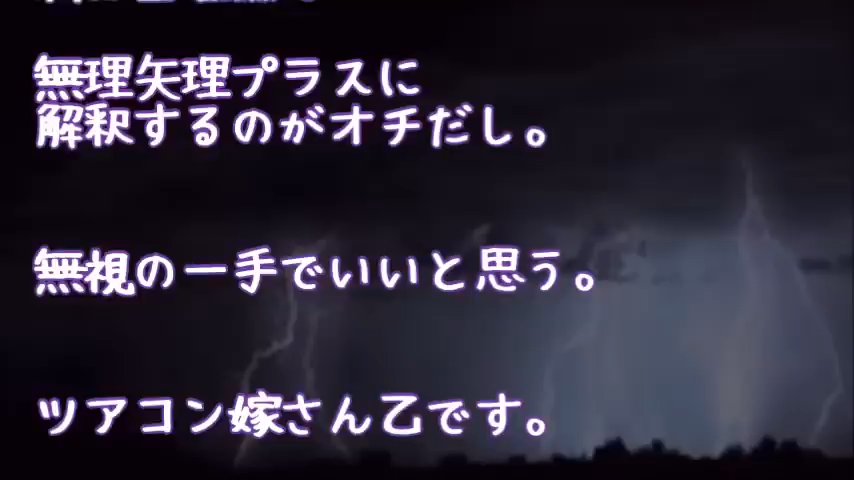 無理矢理プラスに
解釈するのがオチだし。
無視の一手でいいと思う。
ツアコン嫁さん乙です。